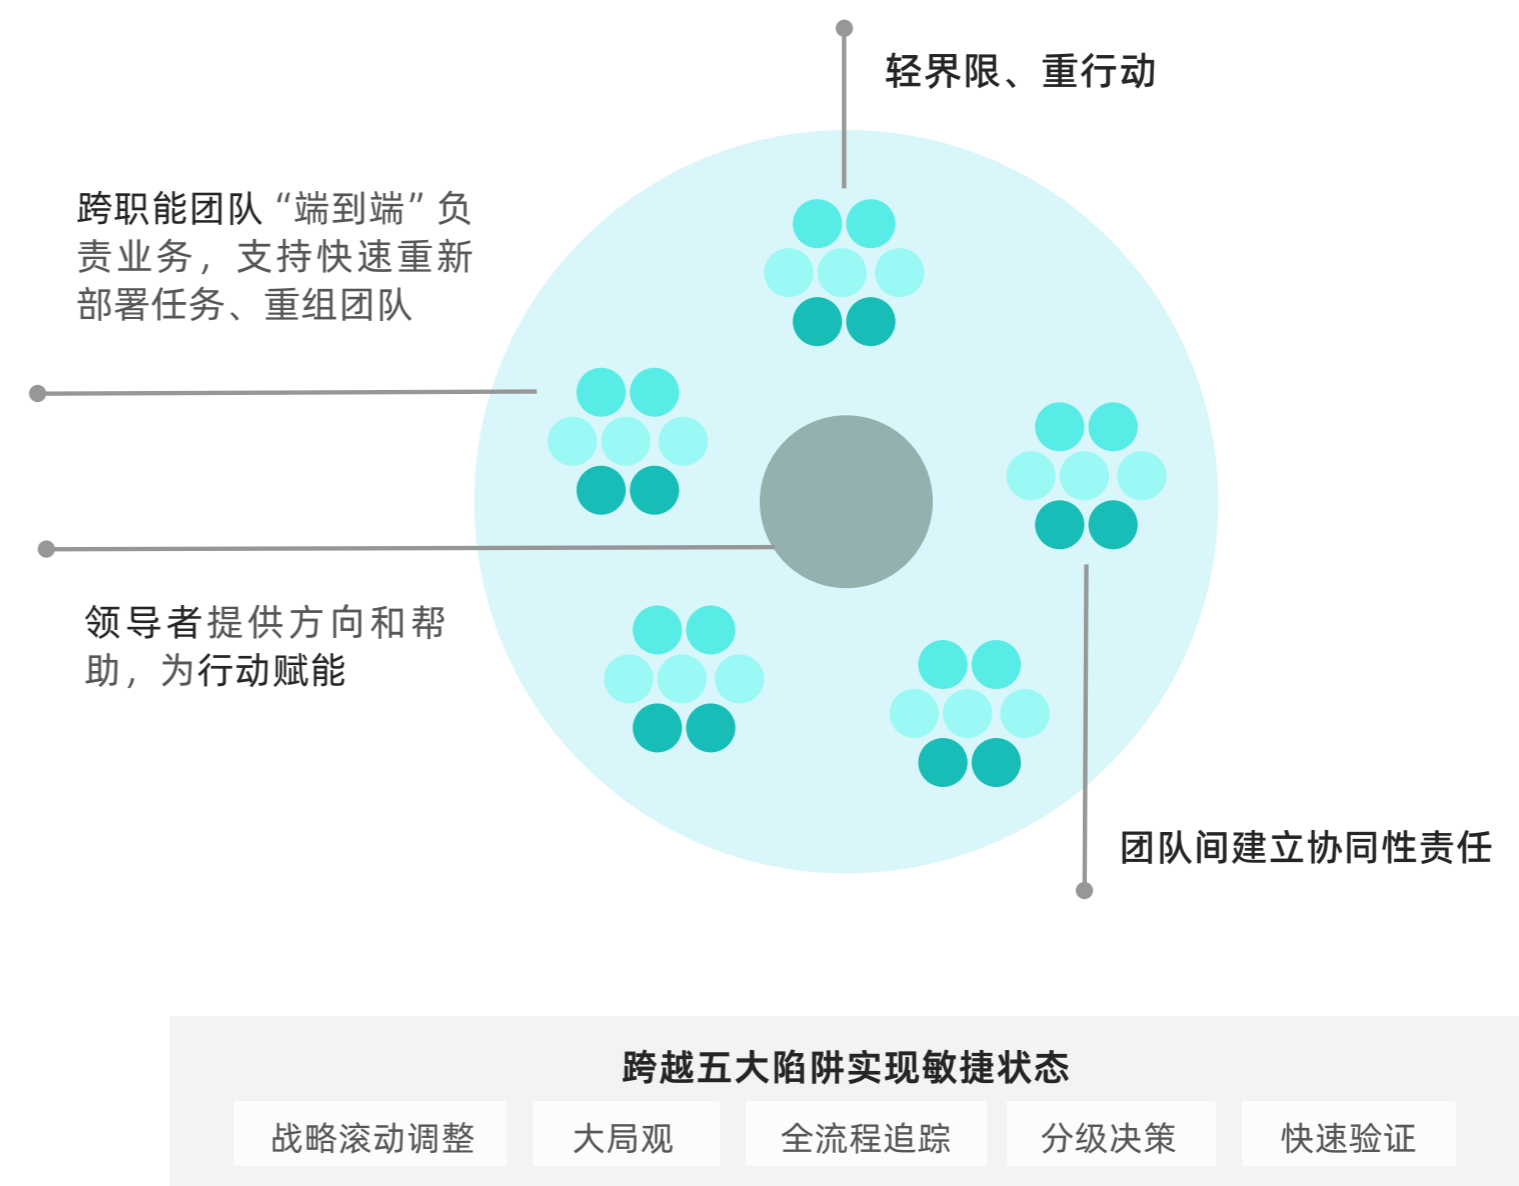 轻界限、重行动
跨职能团队“端到端”负
责业务，支持快速重新
部署任务、重组团队
领导者提供方向和帮
助，为行动赋能
团队间建立协同性责任
跨越五大陷阱实现敏捷状态
战略滚动调整
大局观
全流程追踪
分级决策
快速验证